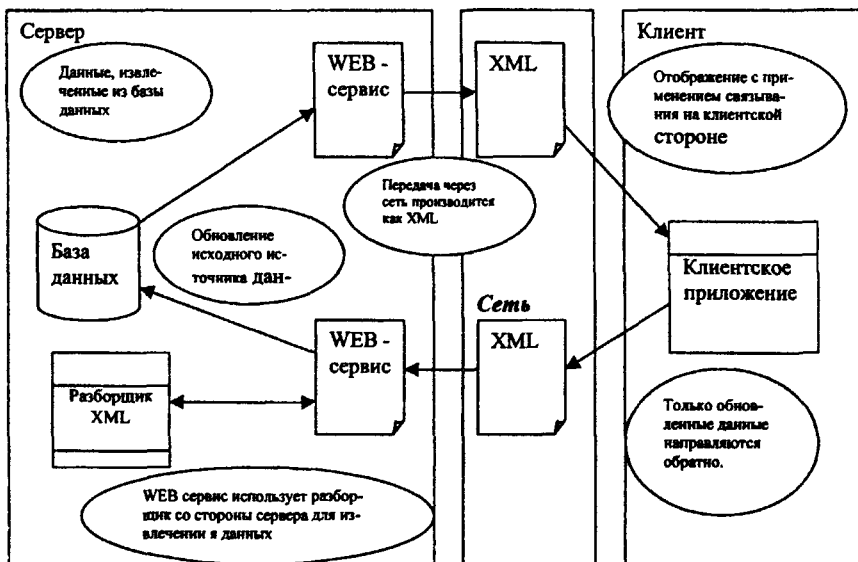 Сервер
Данные, извле-
ченные из базы
данных
WEB -
сервис
XML
Клиент
Отображение с при-
менением связыва-
ния на клиентской
стороне
Передача через
сеть производится
как XML
База
данных
Обновление
исходного ис-
точника дан-
Клиентское
приложение
Сеть
WEB -
сервис
XML
Разборщик
XML
Только обнов-
ленные данные
направляются
обратно.
WEB сервис использует разбор-
щик со стороны сервера для из-
влечении я данных